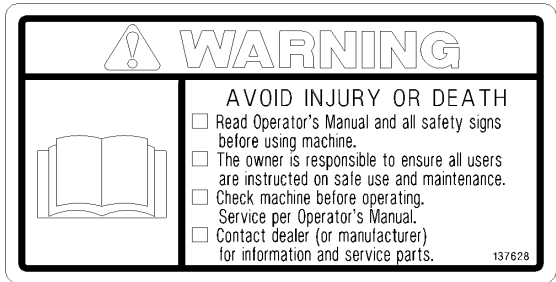 WARNING
AVOID INJURY OR DEATH
Read Operator's Manual and all safety signs
before using machine.
The owner is responsible to ensure all users
are instructed on safe use and maintenance.
Check machine before operating.
Service per Operator's Manual.
Contact dealer (or manufacturer)
for information and service parts.
137628